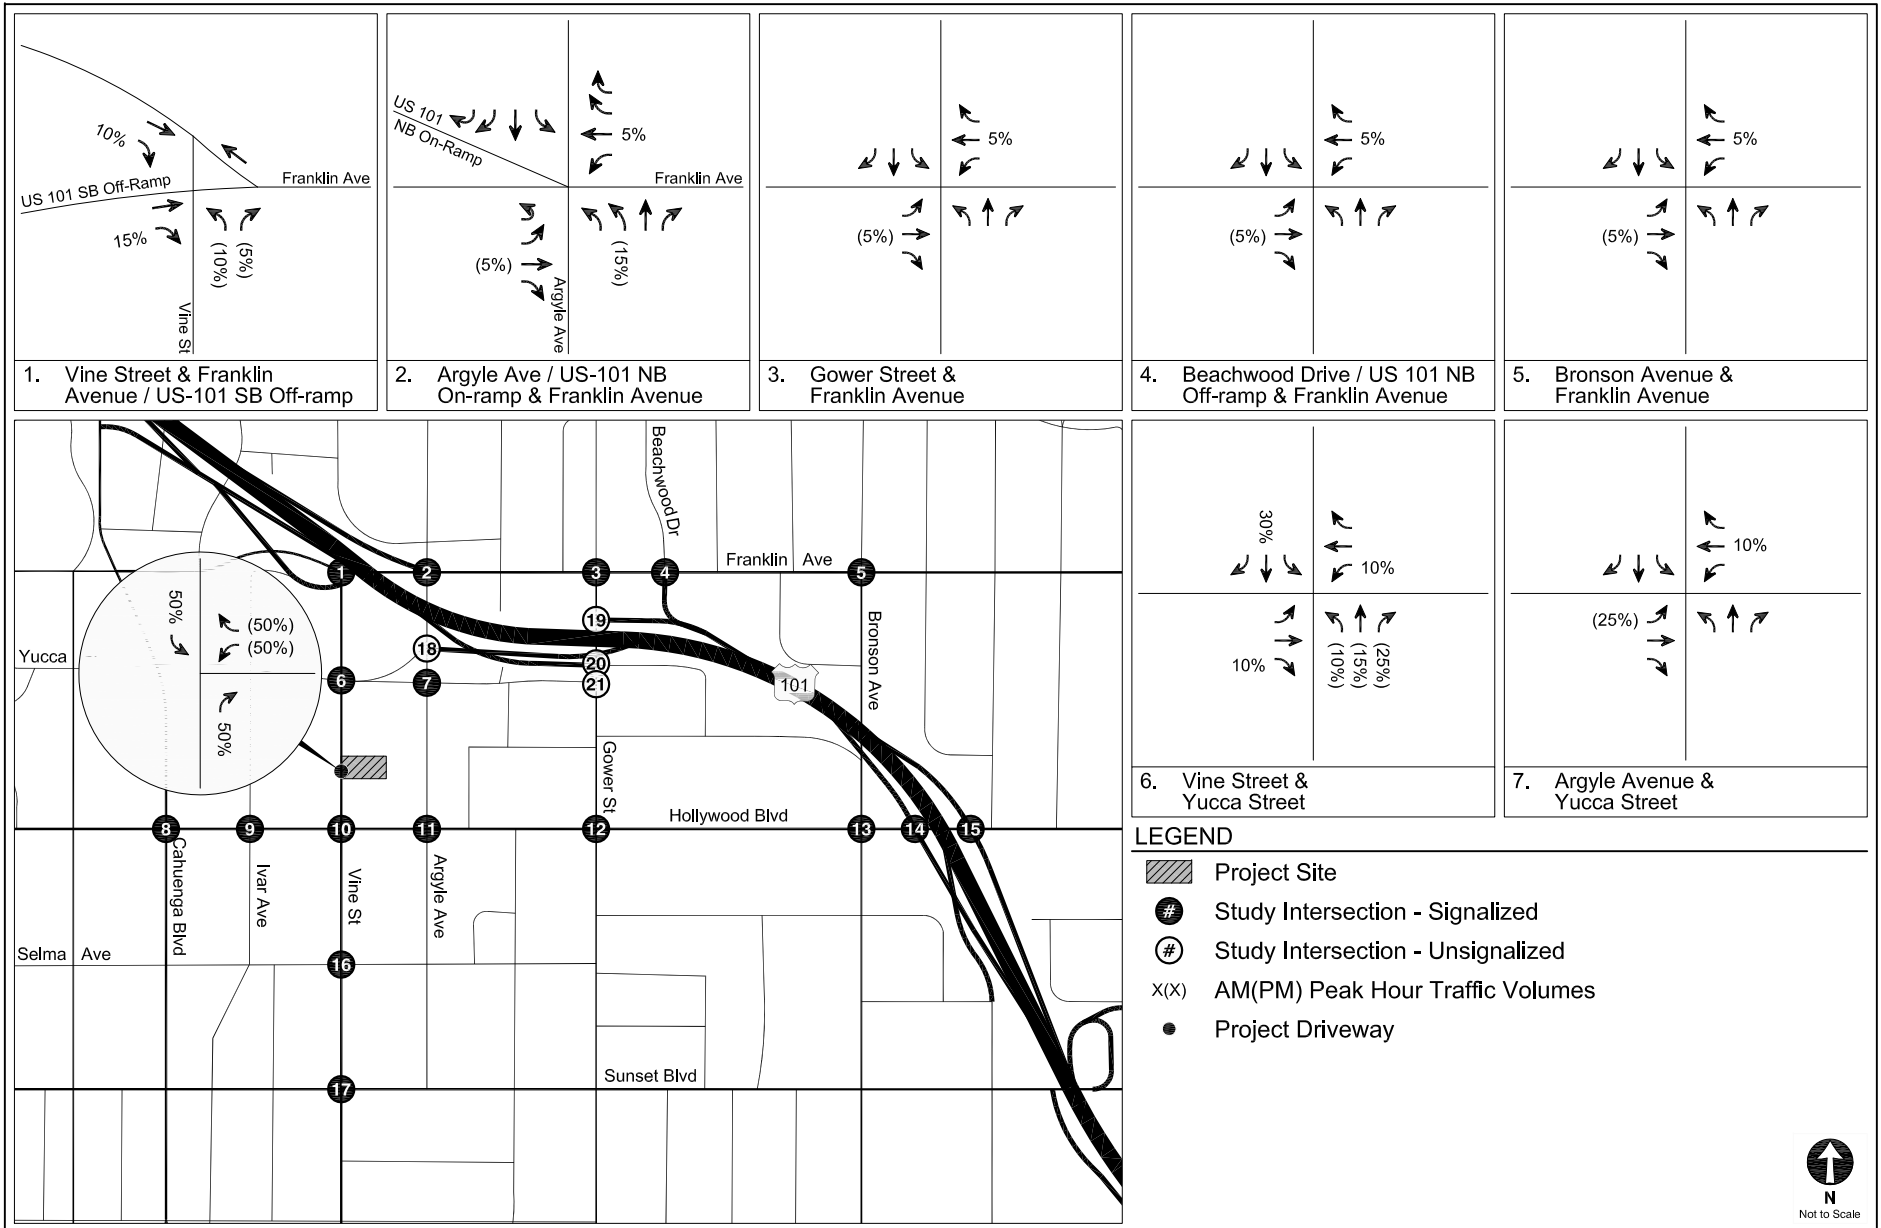 10%
US 101 SB Off-Ramp
15%
(10%)
(5%)
Franklin Ave
Vine St
1. Vine Street & Franklin
Avenue / US-101 SB Off-ramp
US 101
NB On-Ramp
5%
Franklin Ave
(5%)
(15%)
Argyle Ave
2. Argyle Ave / US-101 NB
On-ramp & Franklin Avenue
5%
(5%)
3. Gower Street &
Franklin Avenue
5%
(5%)
4. Beachwood Drive / US 101 NB
Off-ramp & Franklin Avenue
5%
(5%)
5. Bronson Avenue &
Franklin Avenue
Beachwood Dr
Franklin Ave
1
2
3
4
5
50%
(50%)
(50%)
50%
Yucca
19
18
20
21
6
7
101
Bronson Ave
Gower St
Hollywood Blvd
8
9
10
11
12
13
14
15
Cahuenga Blvd
Ivar Ave
Vine St
Argyle Ave
Selma Ave
16
17
Sunset Blvd
30%
10%
10%
(10%)
(15%)
(25%)
6. Vine Street &
Yucca Street
10%
(25%)
7. Argyle Avenue &
Yucca Street
LEGEND
Project Site
# Study Intersection - Signalized
# Study Intersection - Unsignalized
X(X) AM(PM) Peak Hour Traffic Volumes
Project Driveway
N
Not to Scale